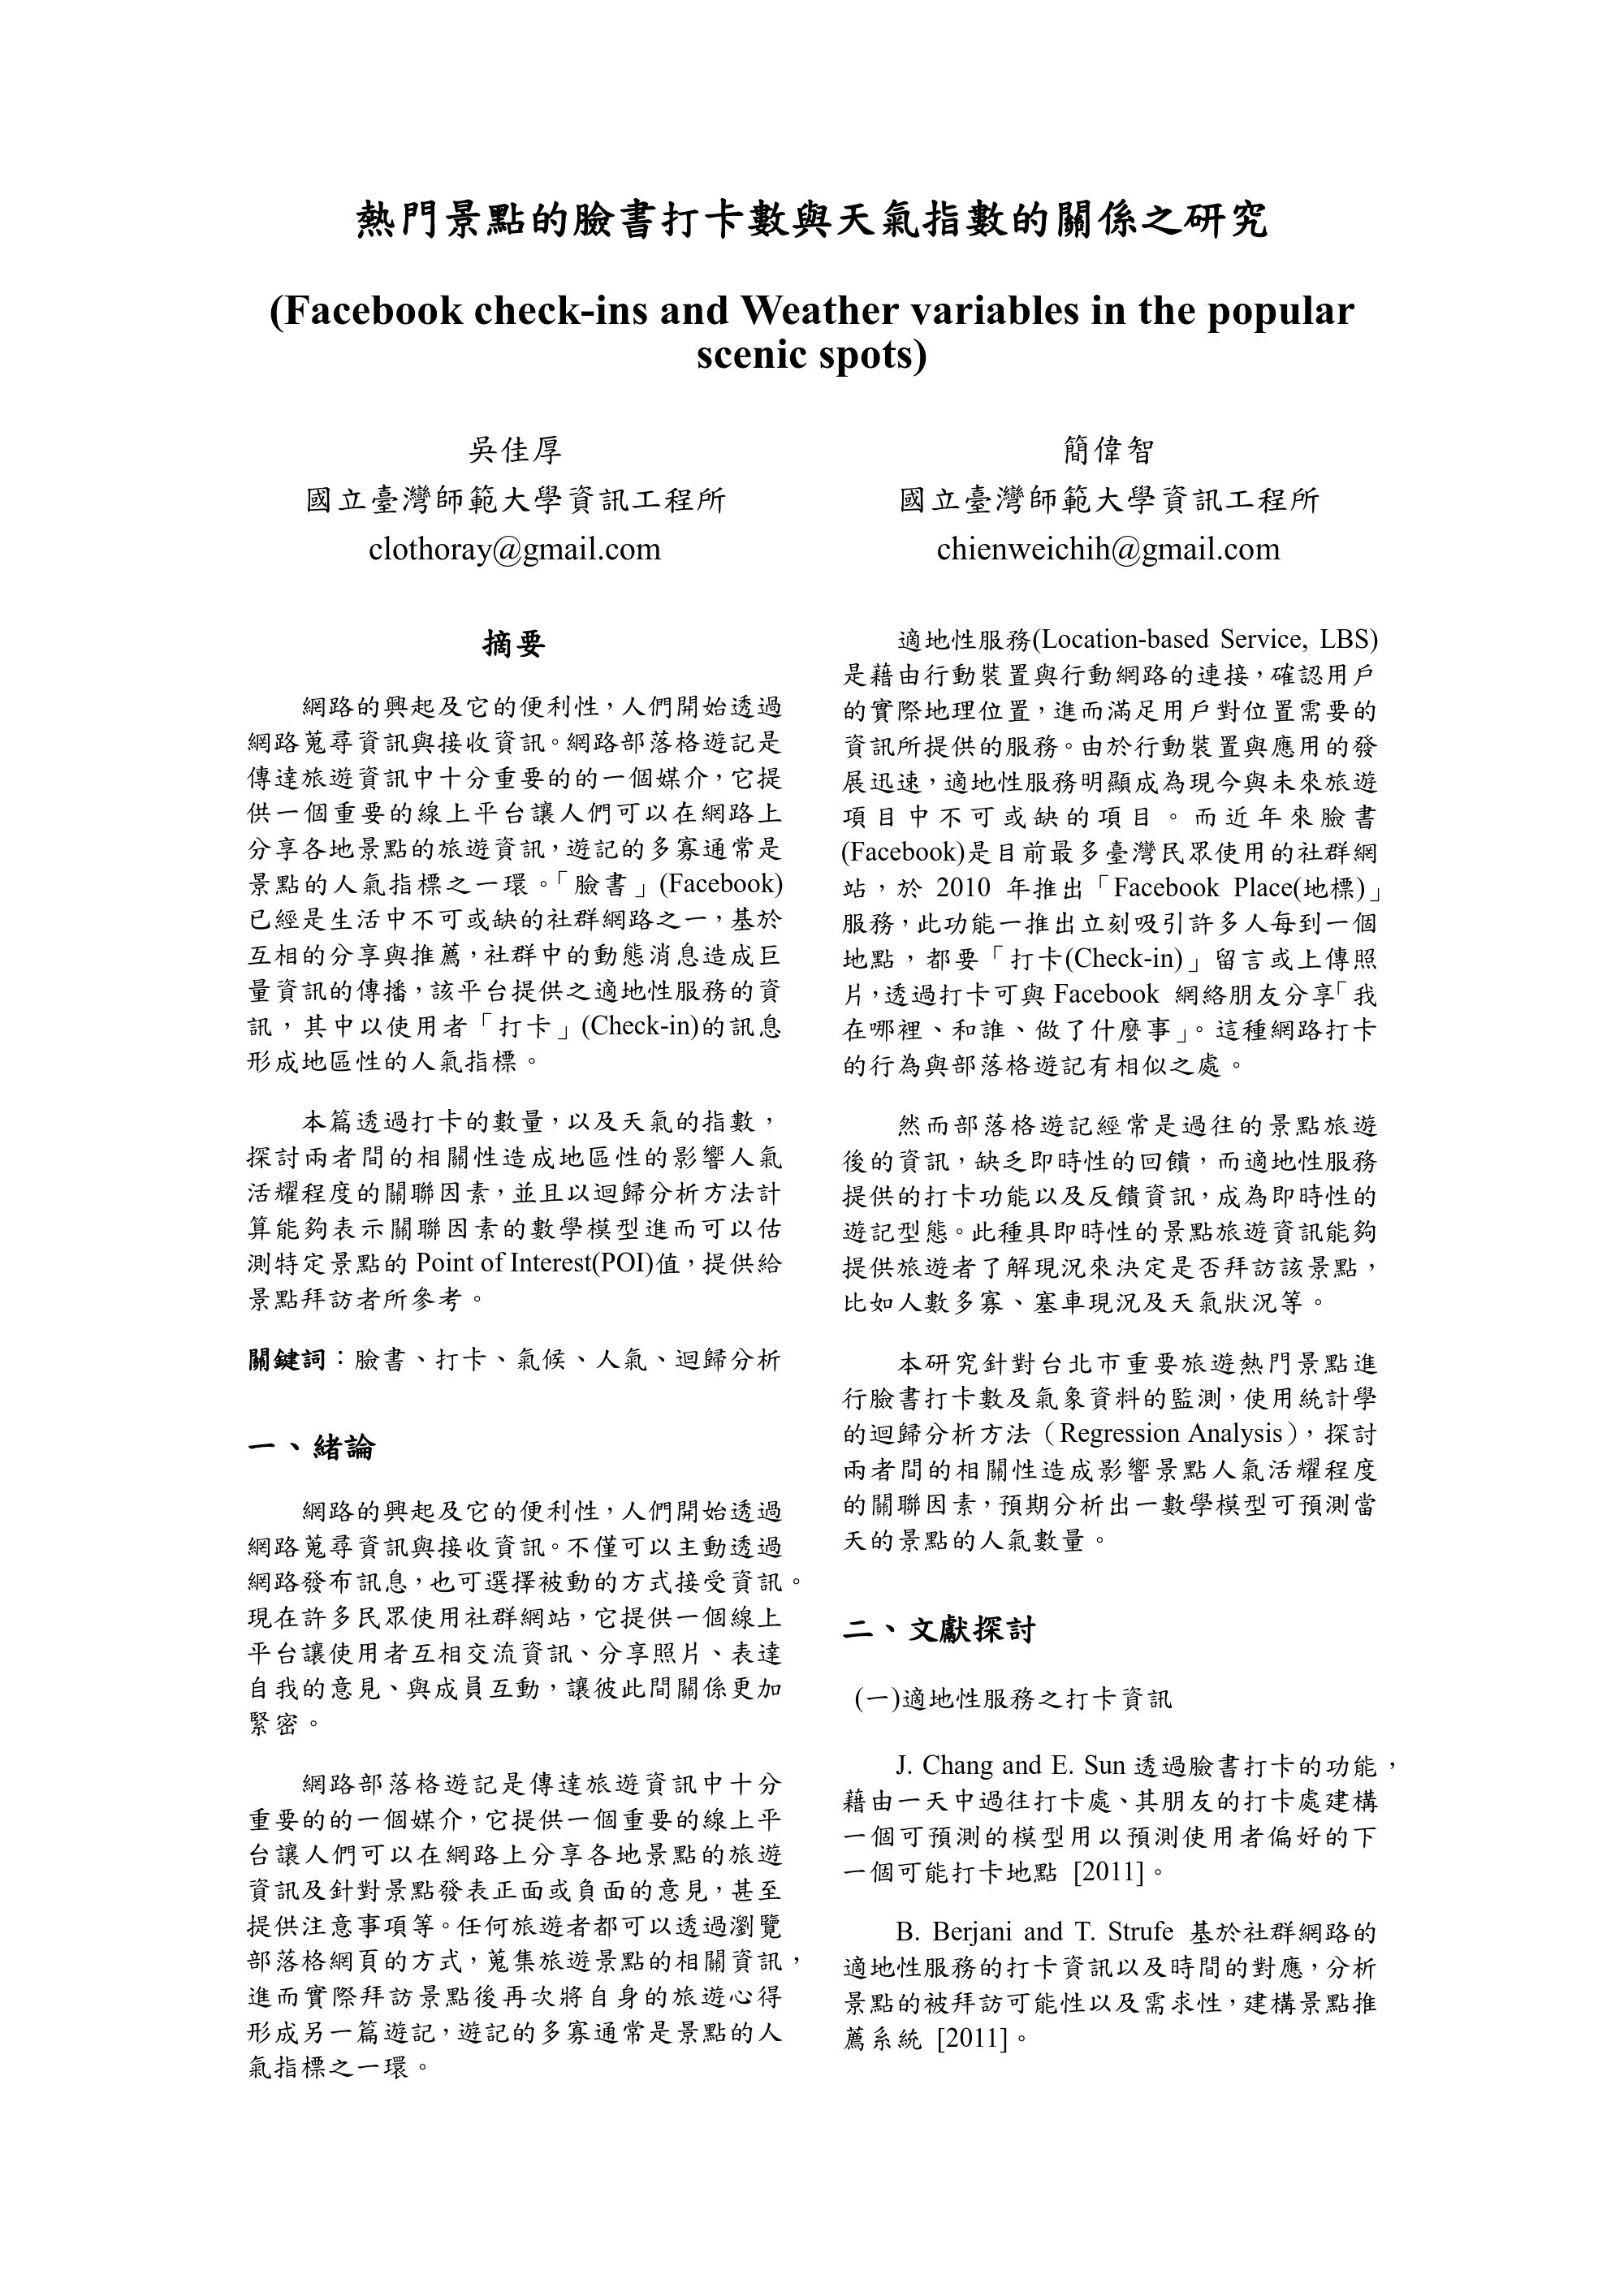 熱門景點的臉書打卡數與天氣指數的關係之研究
(Facebook check-ins and Weather variables in the popular
scenic spots)
吳佳厚
國立臺灣師範大學資訊工程所
clothoray@gmail.com
簡偉智
國立臺灣師範大學資訊工程所
chienweichih@gmail.com
摘要
網路的興起及它的便利性，人們開始透過
網路蒐尋資訊與接收資訊。網路部落格遊記是
傳達旅遊資訊中十分重要的的一個媒介，它提
供一個重要的線上平台讓人們可以在網路上
分享各地景點的旅遊資訊，遊記的多寡通常是
景點的人氣指標之一環。「臉書」(Facebook)
已經是生活中不可或缺的社群網路之一，基於
互相的分享與推薦，社群中的動態消息造成巨
量資訊的傳播，該平台提供之適地性服務的資
訊，其中以使用者「打卡」(Check-in)的訊息
形成地區性的人氣指標。
本篇透過打卡的數量，以及天氣的指數，
探討兩者間的相關性造成地區性的影響人氣
活耀程度的關聯因素，並且以迴歸分析方法計
算能夠表示關聯因素的數學模型進而可以估
測特定景點的 Point of Interest(POI)值，提供給
景點拜訪者所參考。
關鍵詞：臉書、打卡、氣候、人氣、迴歸分析
一、緒論
網路的興起及它的便利性，人們開始透過
網路蒐尋資訊與接收資訊。不僅可以主動透過
網路發布訊息，也可選擇被動的方式接受資訊。
現在許多民眾使用社群網站，它提供一個線上
平台讓使用者互相交流資訊、分享照片、表達
自我的意見、與成員互動，讓彼此間關係更加
緊密。
網路部落格遊記是傳達旅遊資訊中十分
重要的的一個媒介，它提供一個重要的線上平
台讓人們可以在網路上分享各地景點的旅遊
資訊及針對景點發表正面或負面的意見，甚至
提供注意事項等。任何旅遊者都可以透過瀏覽
部落格網頁的方式，蒐集旅遊景點的相關資訊，
進而實際拜訪景點後再次將自身的旅遊心得
形成另一篇遊記，遊記的多寡通常是景點的人
氣指標之一環。
適地性服務(Location-based Service, LBS)
是藉由行動裝置與行動網路的連接，確認用戶
的實際地理位置，進而滿足用戶對位置需要的
資訊所提供的服務。由於行動裝置與應用的發
展迅速，適地性服務明顯成為現今與未來旅遊
項目中不可或缺的項目。而近年來臉書
(Facebook)是目前最多臺灣民眾使用的社群網
站，於 2010 年推出「Facebook Place(地標)」
服務，此功能一推出立刻吸引許多人每到一個
地點，都要「打卡(Check-in)」留言或上傳照
片，透過打卡可與 Facebook 網絡朋友分享「我
在哪裡、和誰、做了什麼事」。這種網路打卡
的行為與部落格遊記有相似之處。
然而部落格遊記經常是過往的景點旅遊
後的資訊，缺乏即時性的回饋，而適地性服務
提供的打卡功能以及反饋資訊，成為即時性的
遊記型態。此種具即時性的景點旅遊資訊能夠
提供旅遊者了解現況來決定是否拜訪該景點，
比如人數多寡、塞車現況及天氣狀況等。
本研究針對台北市重要旅遊熱門景點進
行臉書打卡數及氣象資料的監測，使用統計學
的迴歸分析方法（Regression Analysis），探討
兩者間的相關性造成影響景點人氣活耀程度
的關聯因素，預期分析出一數學模型可預測當
天的景點的人氣數量。
二、文獻探討
(一)適地性服務之打卡資訊
J. Chang and E. Sun 透過臉書打卡的功能，
藉由一天中過往打卡處、其朋友的打卡處建構
一個可預測的模型用以預測使用者偏好的下
一個可能打卡地點 [2011]。
B. Berjani and T. Strufe 基於社群網路的
適地性服務的打卡資訊以及時間的對應，分析
景點的被拜訪可能性以及需求性，建構景點推
薦系統 [2011]。